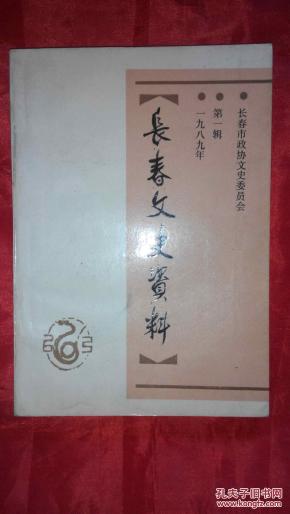 长春市政协文史委员会
第一辑
一九八九年
【長春文史資料】
孔夫子旧书网